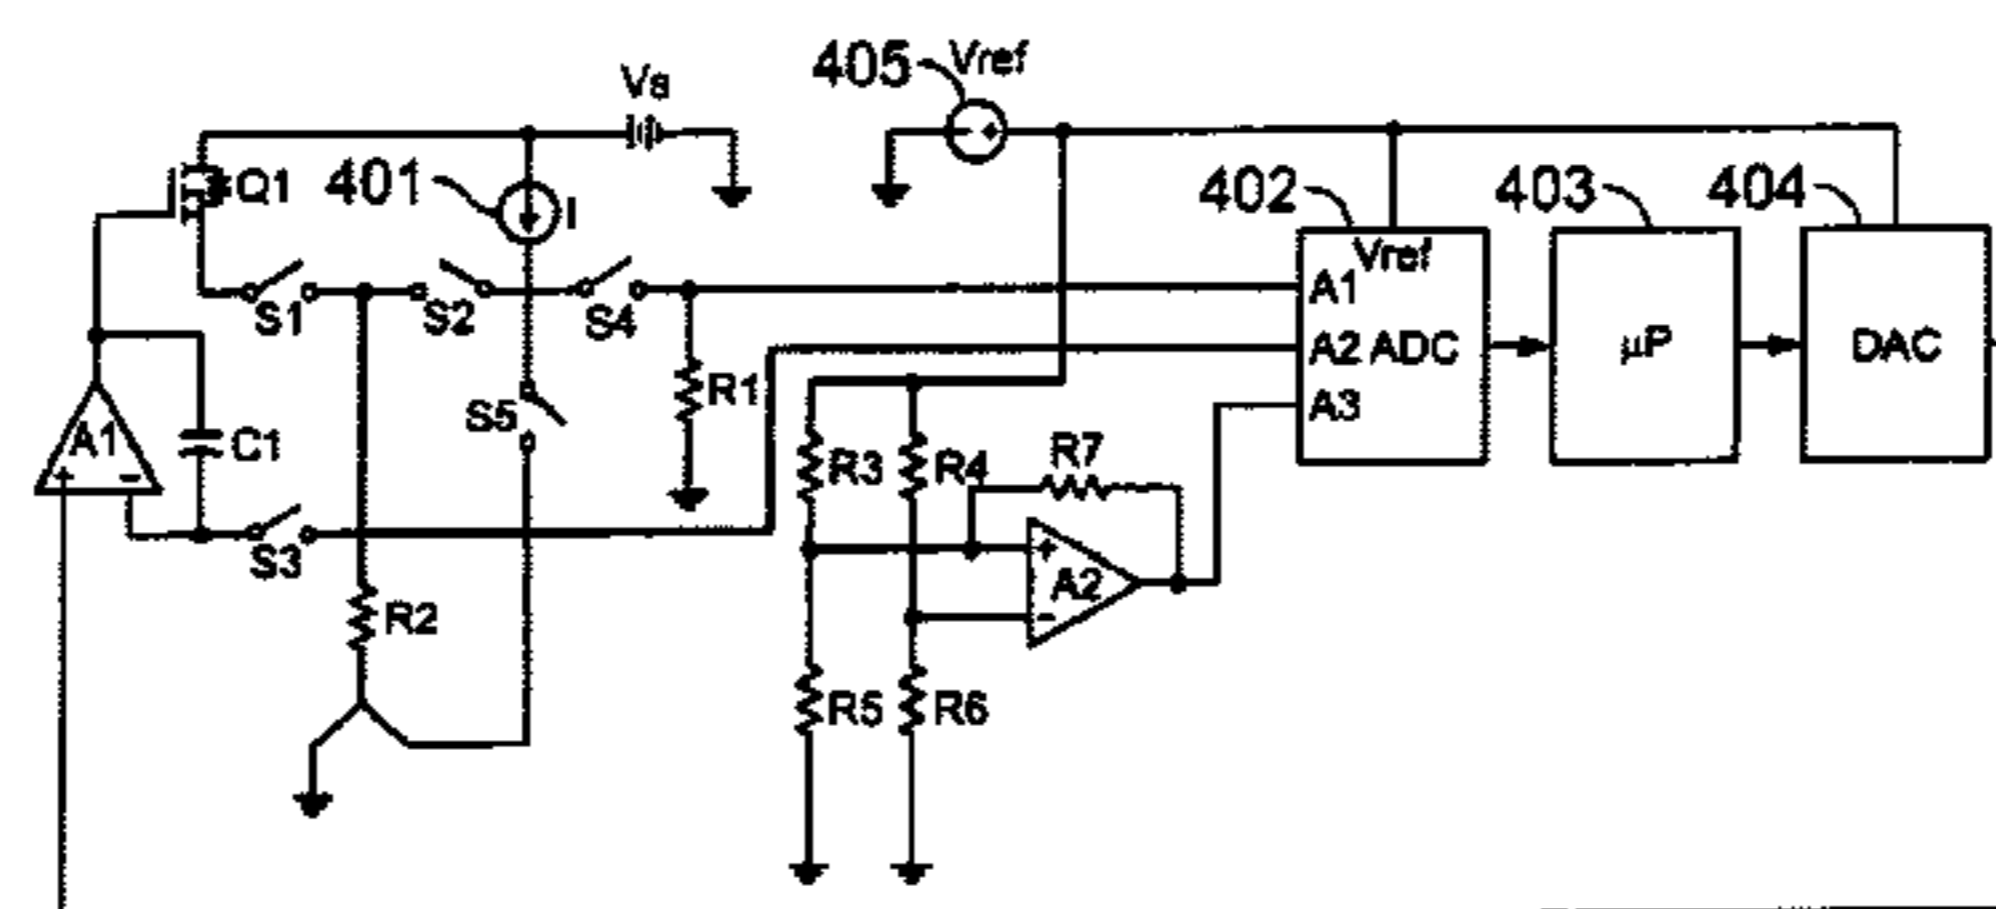 405 Vref
Vs
401 Q1 I
402 403 404
Vref
S1 S2 S4 A1
A2 ADC μP DAC
A3
A1 C1 S5 R1
R3 R4 R7
S3 A2
R2
R5 R6